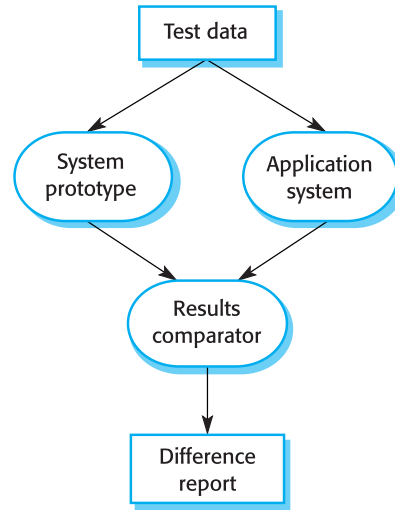 Test data
System
prototype
Application
system
Results
comparator
Difference
report